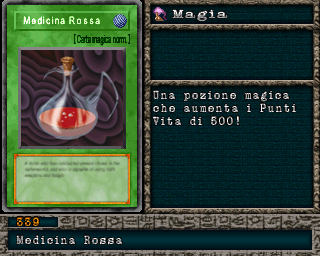 Medicina Rossa
[Carta magica norm.]
Magia
Una pozione magica
che aumenta i Punti
Vita di 500!
339
Medicina Rossa